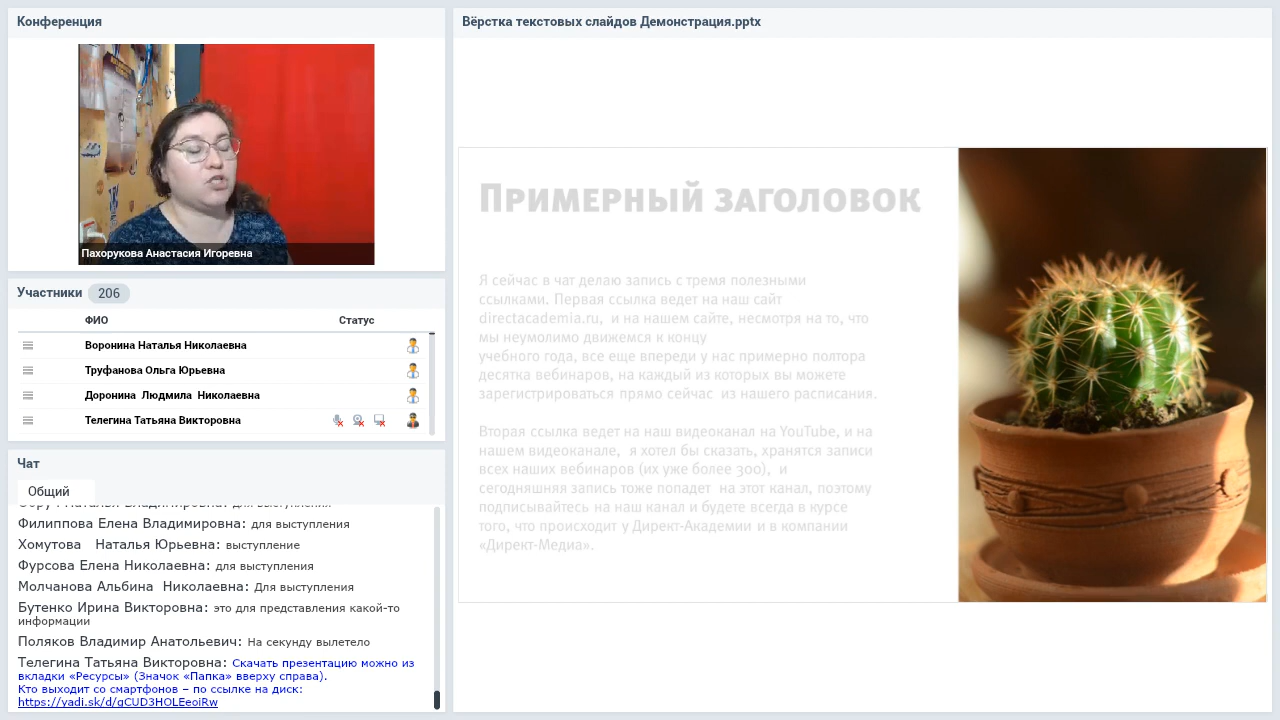 Конференция
Пахорукова Анастасия Игоревна
Участники 206
ФИО Статус
Воронина Наталья Николаевна
Труфанова Ольга Юрьевна
Доронина Людмила Николаевна
Телегина Татьяна Викторовна
Чат
Общий
Филиппова Елена Владимировна: для выступления
Хомутова Наталья Юрьевна: выступление
Фурсова Елена Николаевна: для выступления
Молчанова Альбина Николаевна: Для выступления
Бутенко Ирина Викторовна: это для представления какой-то
информации
Поляков Владимир Анатольевич: На секунду вылетело
Телегина Татьяна Викторовна: Скачать презентацию можно из
вкладки «Ресурсы» (Значок «Папка» вверху справа).
Кто выходит со смартфонов – по ссылке на диск:
https://yadi.sk/d/gCUD3HOLEeoiRw
Вёрстка текстовых слайдов Демонстрация.pptx
Примерный заголовок
Я сейчас в чат делаю запись с тремя полезными
ссылками. Первая ссылка ведет на наш сайт
directacademia.ru, и на нашем сайте, несмотря на то, что
мы неумолимо движемся к концу
учебного года, все еще впереди у нас примерно полтора
десятка вебинаров, на каждый из которых вы можете
зарегистрироваться прямо сейчас из нашего расписания.
Вторая ссылка ведет на наш видеоканал на YouTube, и на
нашем видеоканале, я хотел бы сказать, хранятся записи
всех наших вебинаров (их уже более 300), и
сегодняшняя запись тоже попадет на этот канал, поэтому
подписывайтесь на наш канал и будете всегда в курсе
того, что происходит у Директ-Академии и в компании
«Директ-Медиа».